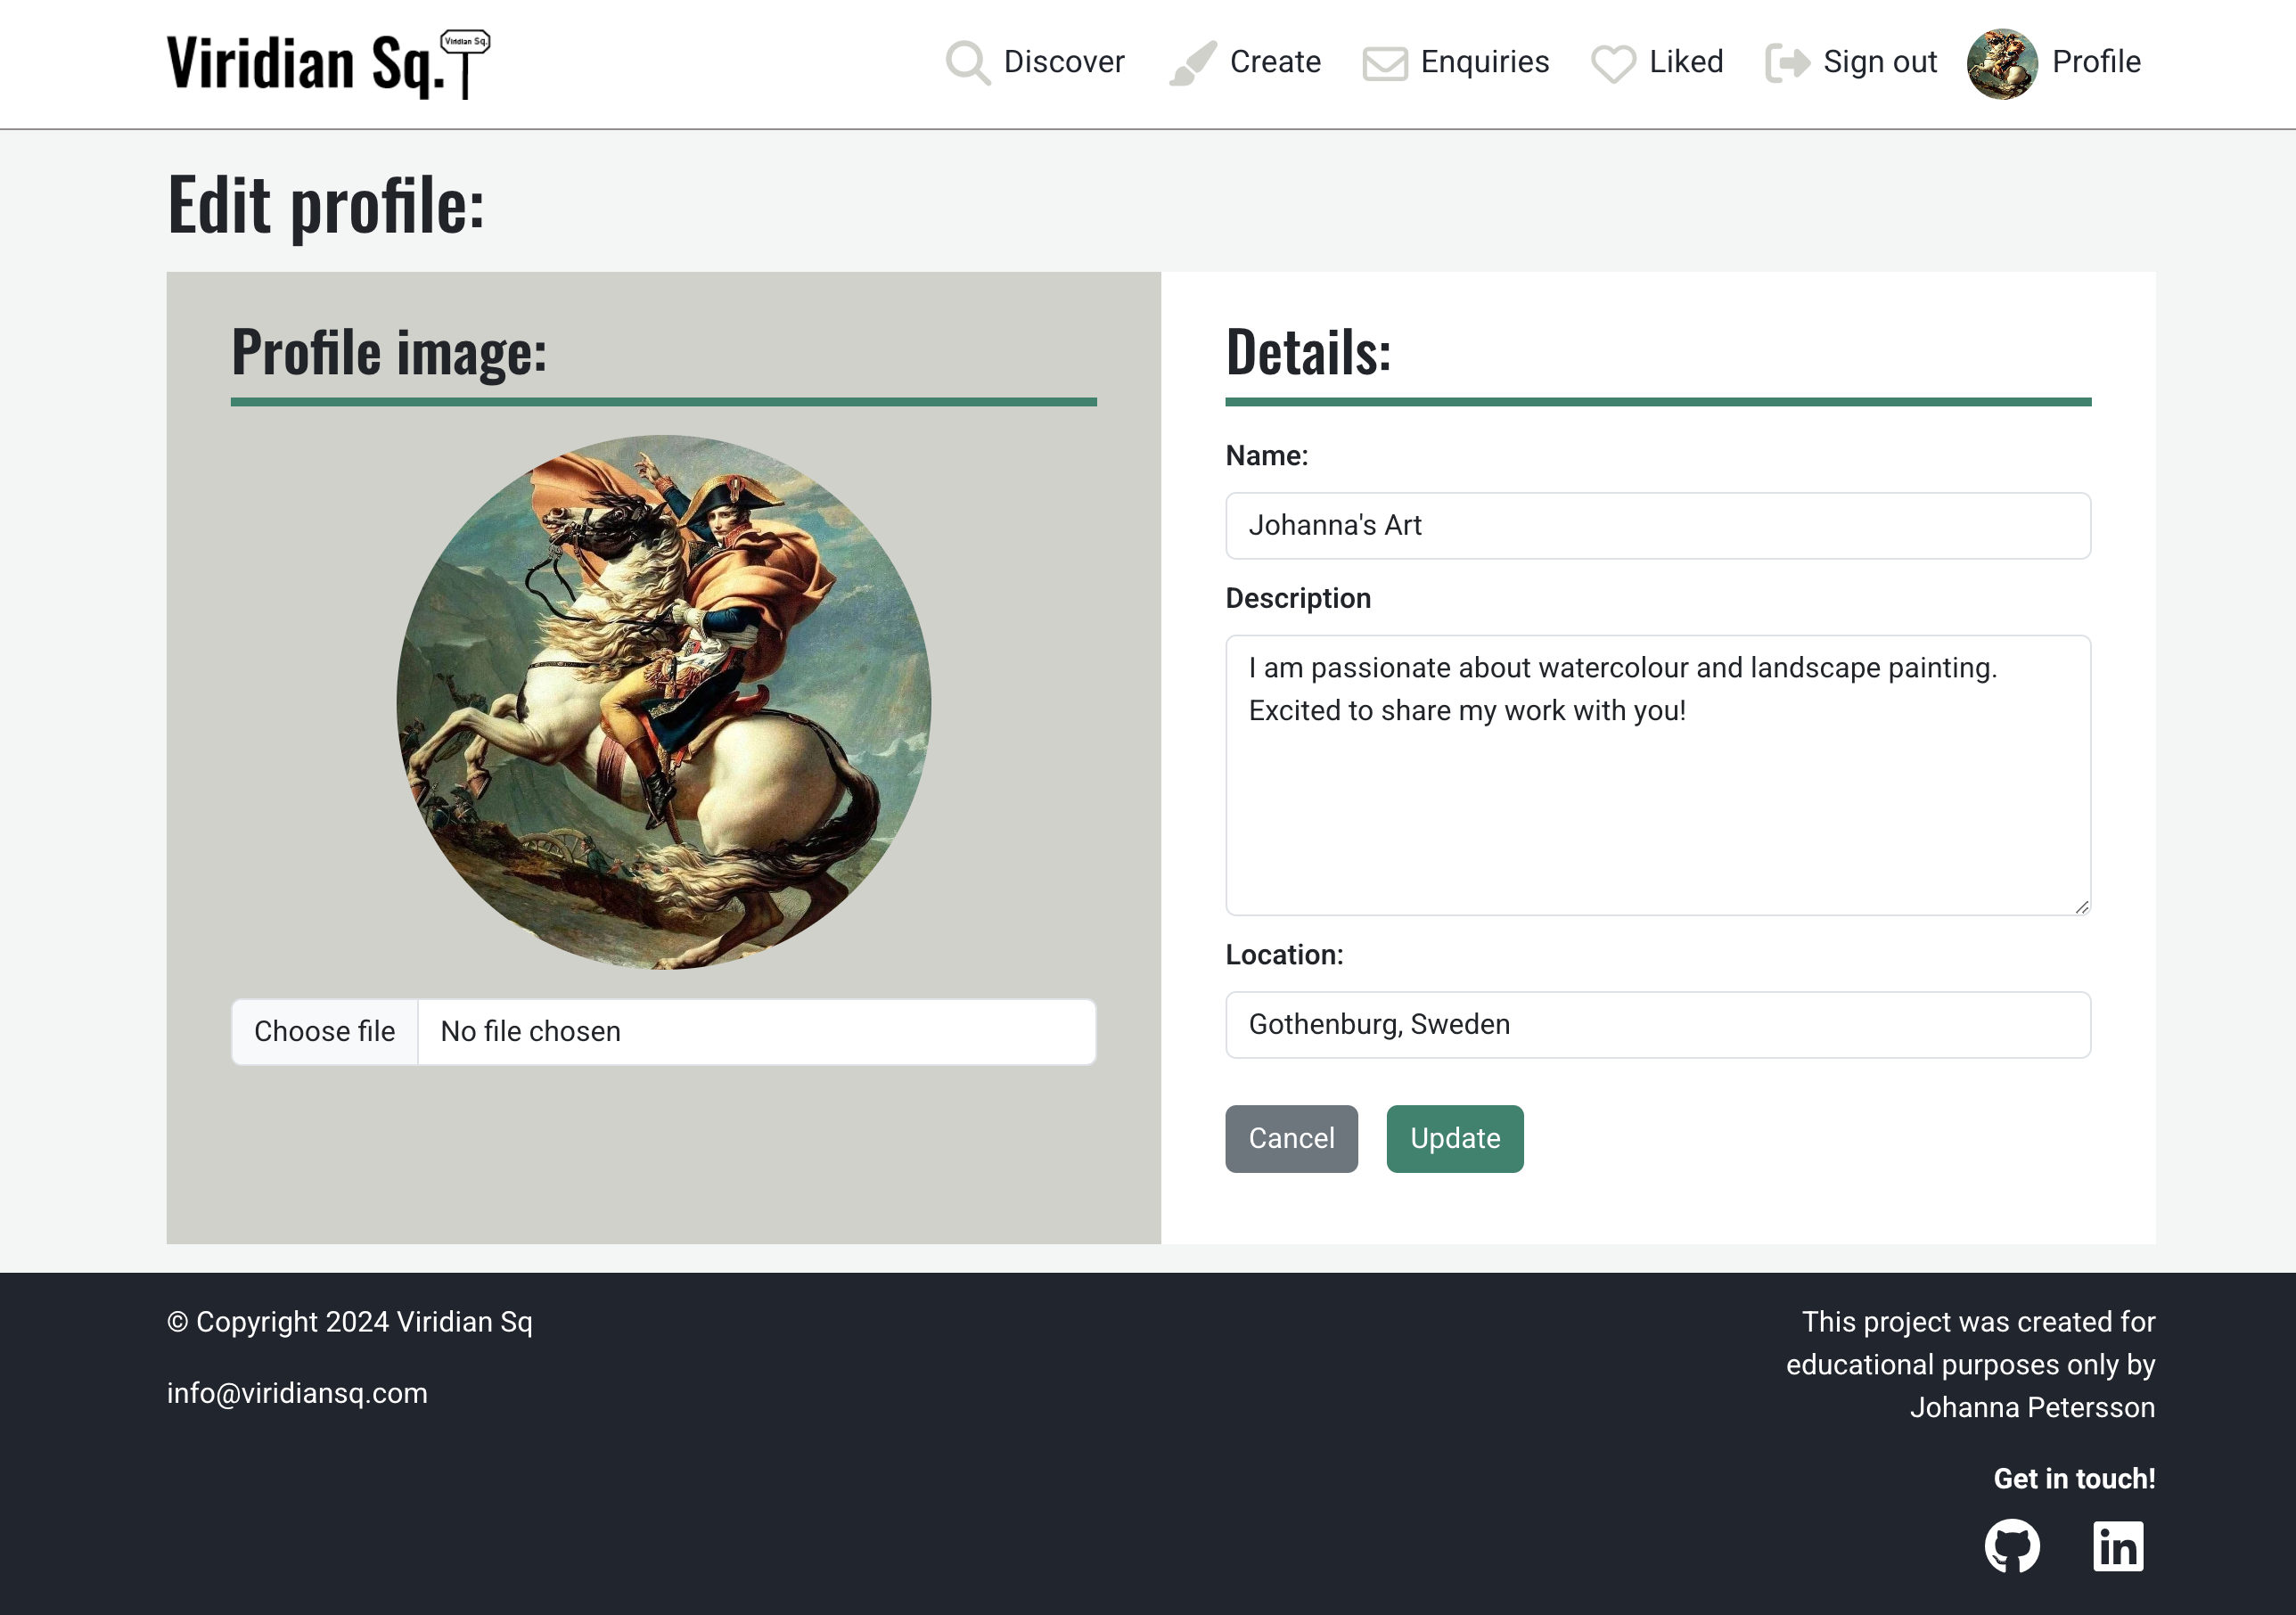 Viridian Sq.
Viridian Sq.
Discover
Create
Enquiries
Liked
Sign out
Profile
Edit profile:
Profile image:
Choose file
No file chosen
Details:
Name:
Johanna's Art
Description
I am passionate about watercolour and landscape painting.
Excited to share my work with you!
Location:
Gothenburg, Sweden
Cancel
Update
© Copyright 2024 Viridian Sq
info@viridiansq.com
This project was created for
educational purposes only by
Johanna Petersson
Get in touch!
in